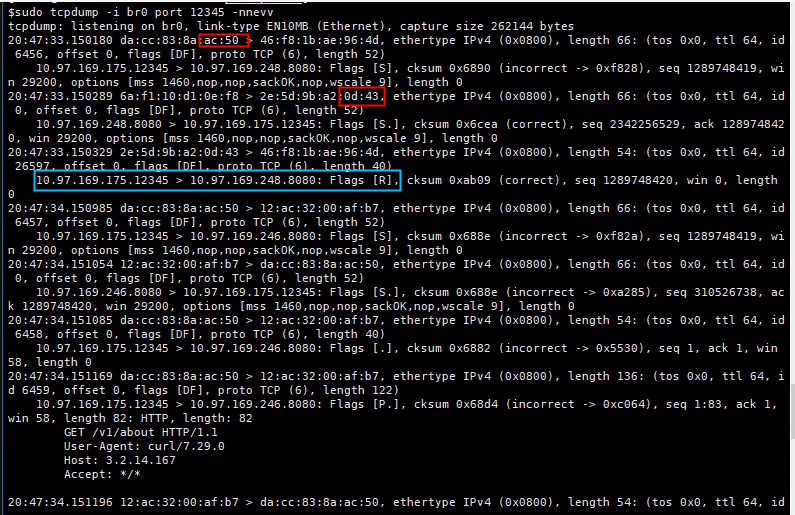 $sudo tcpdump -i br0 port 12345 -nnevv
tcpdump: listening on br0, link-type EN10MB (Ethernet), capture size 262144 bytes
20:47:33.150180 da:cc:83:8a:ac:50 > 46:f8:1b:ae:96:4d, ethertype IPv4 (0x0800), length 66: (tos 0x0, ttl 64, id
 6456, offset 0, flags [DF], proto TCP (6), length 52)
    10.97.169.175.12345 > 10.97.169.248.8080: Flags [S], cksum 0x6890 (incorrect -> 0xf828), seq 1289748419, wi
n 29200, options [mss 1460,nop,nop,sackOK,nop,wscale 9], length 0
20:47:33.150289 6a:f1:10:d1:0e:f8 > 2e:5d:9b:a2:0d:43, ethertype IPv4 (0x0800), length 66: (tos 0x0, ttl 64, id
 0, offset 0, flags [DF], proto TCP (6), length 52)
    10.97.169.248.8080 > 10.97.169.175.12345: Flags [S.], cksum 0x6cea (correct), seq 2342256529, ack 128974842
0, win 29200, options [mss 1460,nop,nop,sackOK,nop,wscale 9], length 0
20:47:33.150329 2e:5d:9b:a2:0d:43 > 46:f8:1b:ae:96:4d, ethertype IPv4 (0x0800), length 54: (tos 0x0, ttl 64, id
 26597, offset 0, flags [DF], proto TCP (6), length 40)
    10.97.169.175.12345 > 10.97.169.248.8080: Flags [R], cksum 0xab09 (correct), seq 1289748420, win 0, length
0
20:47:34.150985 da:cc:83:8a:ac:50 > 12:ac:32:00:af:b7, ethertype IPv4 (0x0800), length 66: (tos 0x0, ttl 64, id
 6457, offset 0, flags [DF], proto TCP (6), length 52)
    10.97.169.175.12345 > 10.97.169.246.8080: Flags [S], cksum 0x688e (incorrect -> 0xf82a), seq 1289748419, wi
n 29200, options [mss 1460,nop,nop,sackOK,nop,wscale 9], length 0
20:47:34.151054 12:ac:32:00:af:b7 > da:cc:83:8a:ac:50, ethertype IPv4 (0x0800), length 66: (tos 0x0, ttl 64, id
 0, offset 0, flags [DF], proto TCP (6), length 52)
    10.97.169.246.8080 > 10.97.169.175.12345: Flags [S.], cksum 0x688e (incorrect -> 0xa285), seq 310526738, ac
k 1289748420, win 29200, options [mss 1460,nop,nop,sackOK,nop,wscale 9], length 0
20:47:34.151085 da:cc:83:8a:ac:50 > 12:ac:32:00:af:b7, ethertype IPv4 (0x0800), length 54: (tos 0x0, ttl 64, id
 6458, offset 0, flags [DF], proto TCP (6), length 40)
    10.97.169.175.12345 > 10.97.169.246.8080: Flags [.], cksum 0x6882 (incorrect -> 0x5530), seq 1, ack 1, win
58, length 0
20:47:34.151169 da:cc:83:8a:ac:50 > 12:ac:32:00:af:b7, ethertype IPv4 (0x0800), length 136: (tos 0x0, ttl 64, i
d 6459, offset 0, flags [DF], proto TCP (6), length 122)
    10.97.169.175.12345 > 10.97.169.246.8080: Flags [P.], cksum 0x68d4 (incorrect -> 0xc064), seq 1:83, ack 1,
win 58, length 82: HTTP, length: 82
        GET /v1/about HTTP/1.1
        User-Agent: curl/7.29.0
        Host: 3.2.14.167
        Accept: */*
20:47:34.151196 12:ac:32:00:af:b7 > da:cc:83:8a:ac:50, ethertype IPv4 (0x0800), length 54: (tos 0x0, ttl 64, id